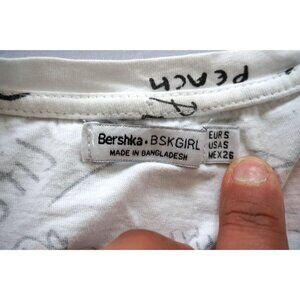 PEACH
Bershka • BSKGIRL
MADE IN BANGLADESH
EUR S
USA S
MEX 26